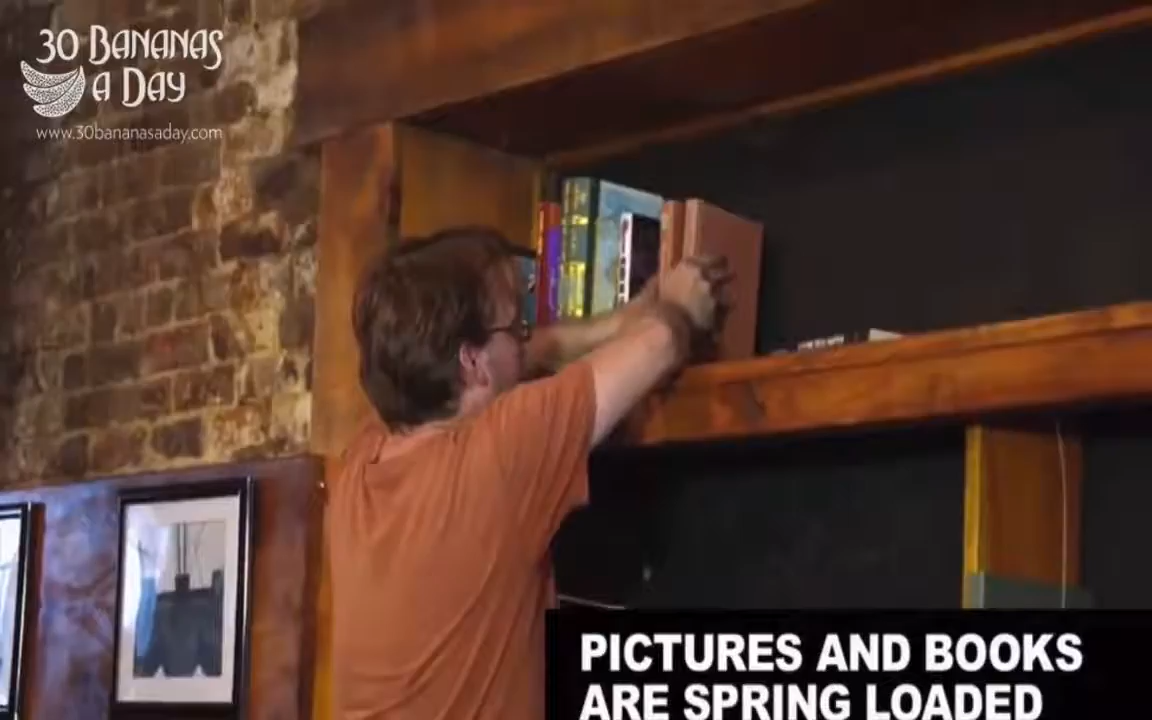 30 BANANAS
A DAY
www.30bananasaday.com
PICTURES AND BOOKS
ARE SPRING LOADED